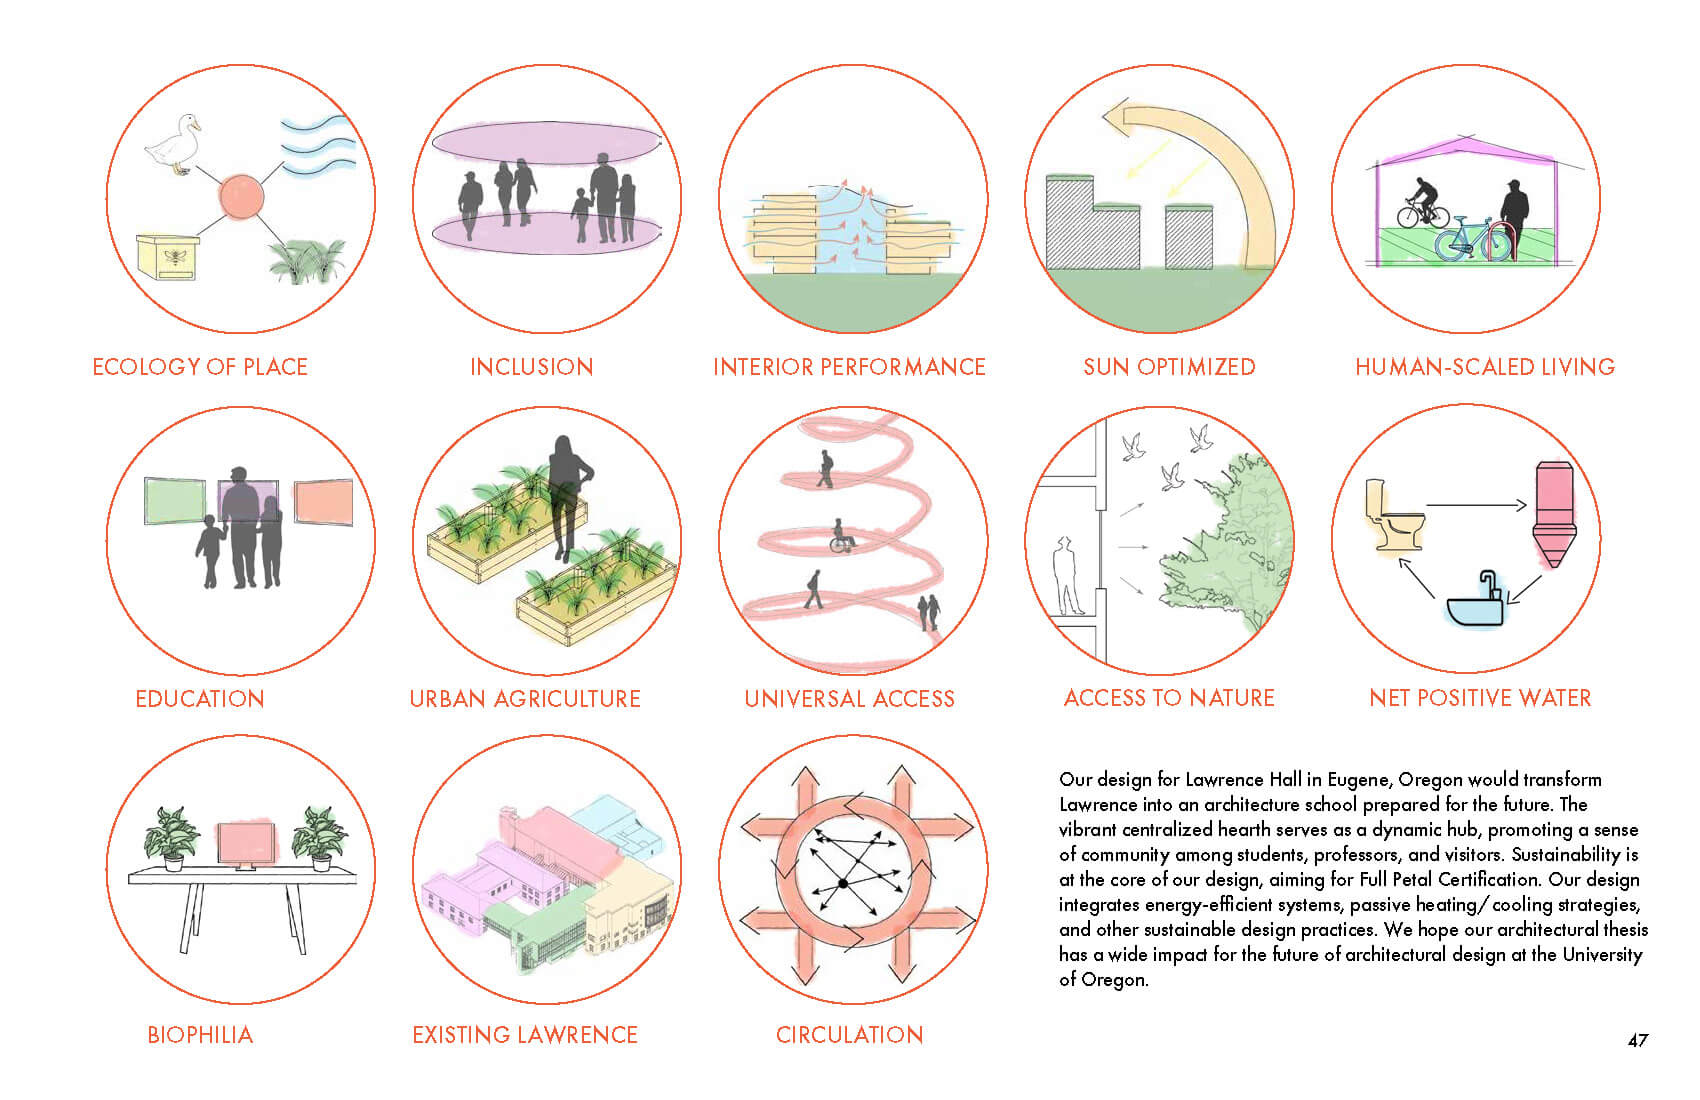 ECOLOGY OF PLACE
INCLUSION
INTERIOR PERFORMANCE
SUN OPTIMIZED
HUMAN-SCALED LIVING
EDUCATION
URBAN AGRICULTURE
UNIVERSAL ACCESS
ACCESS TO NATURE
NET POSITIVE WATER
BIOPHILIA
EXISTING LAWRENCE
CIRCULATION
Our design for Lawrence Hall in Eugene, Oregon would transform
Lawrence into an architecture school prepared for the future. The
vibrant centralized hearth serves as a dynamic hub, promoting a sense
of community among students, professors, and visitors. Sustainability is
at the core of our design, aiming for Full Petal Certification. Our design
integrates energy-efficient systems, passive heating/cooling strategies,
and other sustainable design practices. We hope our architectural thesis
has a wide impact for the future of architectural design at the University
of Oregon.
47